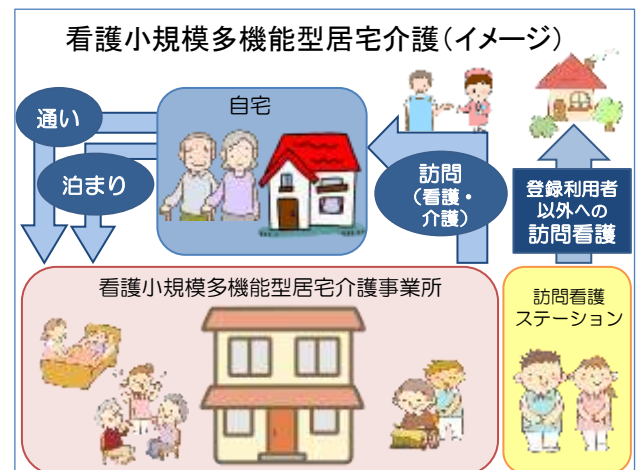 看護小規模多機能型居宅介護(イメージ)
通い
泊まり
自宅
訪問
(看護・
介護)
登録利用者
以外への
訪問看護
看護小規模多機能型居宅介護事業所
訪問看護
ステーション